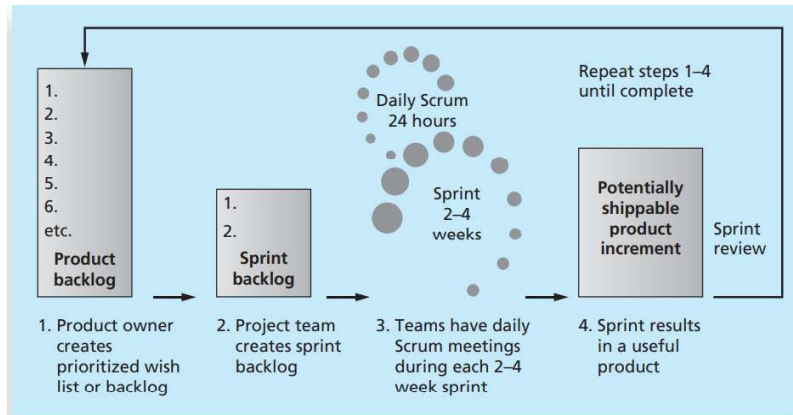 1.
2.
3.
4.
5.
6.
etc.
Product
backlog
1. Product owner
creates
prioritized wish
list or backlog
1.
2.
Sprint
backlog
2. Project team
creates sprint
backlog
Daily Scrum
24 hours
Sprint
2–4
weeks
3. Teams have daily
Scrum meetings
during each 2–4
week sprint
Repeat steps 1–4
until complete
Potentially
shippable
product
increment
Sprint
review
4. Sprint results
in a useful
product